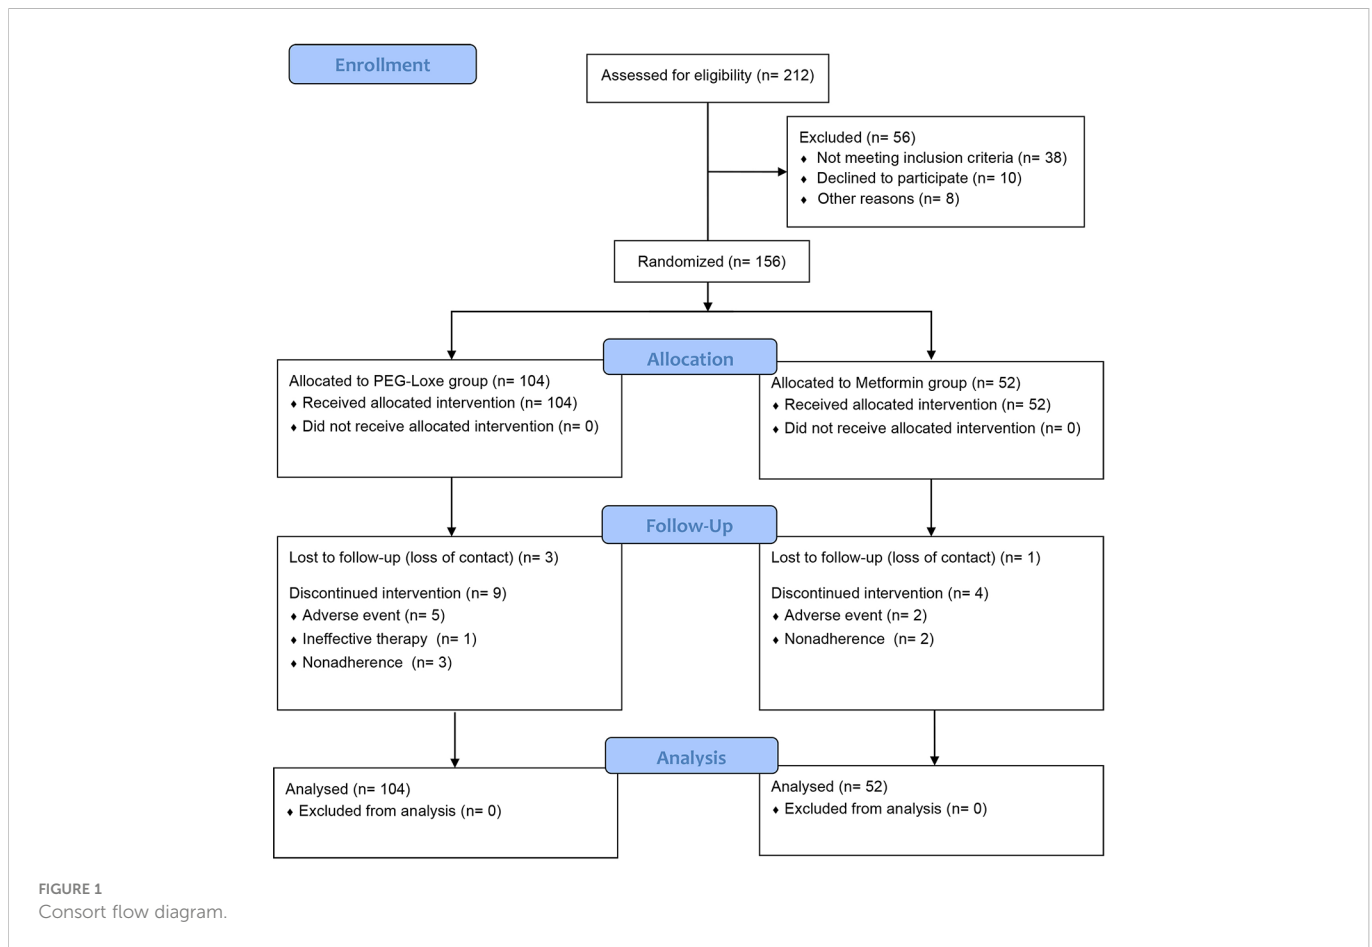 Enrollment
Assessed for eligibility (n= 212)
Excluded (n= 56)
♦ Not meeting inclusion criteria (n= 38)
♦ Declined to participate (n= 10)
♦ Other reasons (n= 8)
Randomized (n= 156)
Allocation
Allocated to PEG-Loxe group (n= 104)
♦ Received allocated intervention (n= 104)
♦ Did not receive allocated intervention (n= 0)
Allocated to Metformin group (n= 52)
♦ Received allocated intervention (n= 52)
♦ Did not receive allocated intervention (n= 0)
Follow-Up
Lost to follow-up (loss of contact) (n= 3)
Discontinued intervention (n= 9)
♦ Adverse event (n= 5)
♦ Ineffective therapy (n= 1)
♦ Nonadherence (n= 3)
Lost to follow-up (loss of contact) (n= 1)
Discontinued intervention (n= 4)
♦ Adverse event (n= 2)
♦ Nonadherence (n= 2)
Analysis
Analysed (n= 104)
♦ Excluded from analysis (n= 0)
Analysed (n= 52)
♦ Excluded from analysis (n= 0)
FIGURE 1
Consort flow diagram.